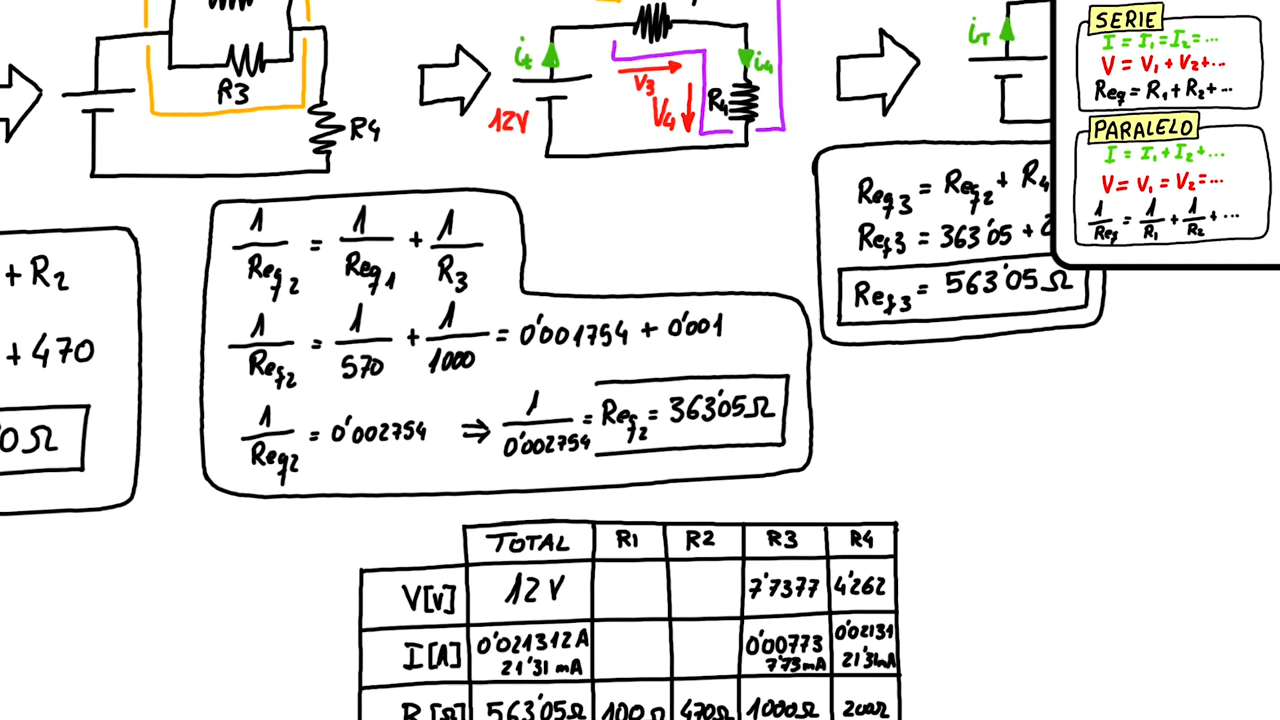 R3
R4
it
12V
V3
V4
i4
R4
iT
SERIE
I = I1 = I2 = ...
V = V1 + V2 + ...
Req = R1 + R2 + ...
PARALELO
I = I1 + I2 + ...
V = V1 = V2 = ...
1/Req = 1/R1 + 1/R2 + ...
+ R2
+ 470
0Ω
1/Req2 = 1/Req1 + 1/R3
1/Req2 = 1/570 + 1/1000 = 0'001754 + 0'001
1/Req2 = 0'002754 ⇒ 1/0'002754 = Req2 = 363'05Ω
Req3 = Req2 + R4
Req3 = 363'05 + 2
Req3 = 563'05Ω
TOTAL R1 R2 R3 R4
V[v] 12V 7'7377 4'262
I[A] 0'021312A 0'00773 0'02131
21'31mA 7'73mA 21'31mA
R[Ω] 563'05Ω 100Ω 470Ω 1000Ω 200Ω